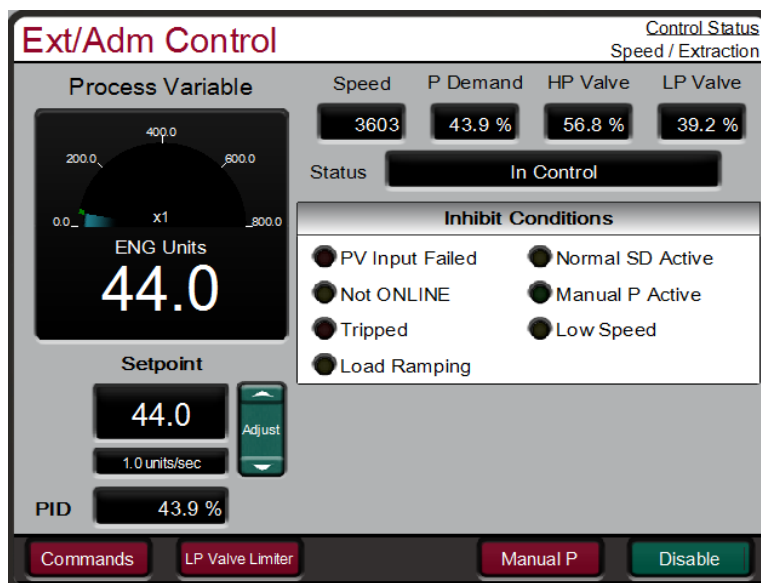 Ext/Adm Control
Control Status
Speed / Extraction
Process Variable
400.0
200.0
600.0
0.0
x1
800.0
ENG Units
44.0
Setpoint
44.0
Adjust
1.0 units/sec
PID
43.9 %
Speed
P Demand
HP Valve
LP Valve
3603
43.9 %
56.8 %
39.2 %
Status
In Control
Inhibit Conditions
PV Input Failed
Normal SD Active
Not ONLINE
Manual P Active
Tripped
Low Speed
Load Ramping
Commands
LP Valve Limiter
Manual P
Disable